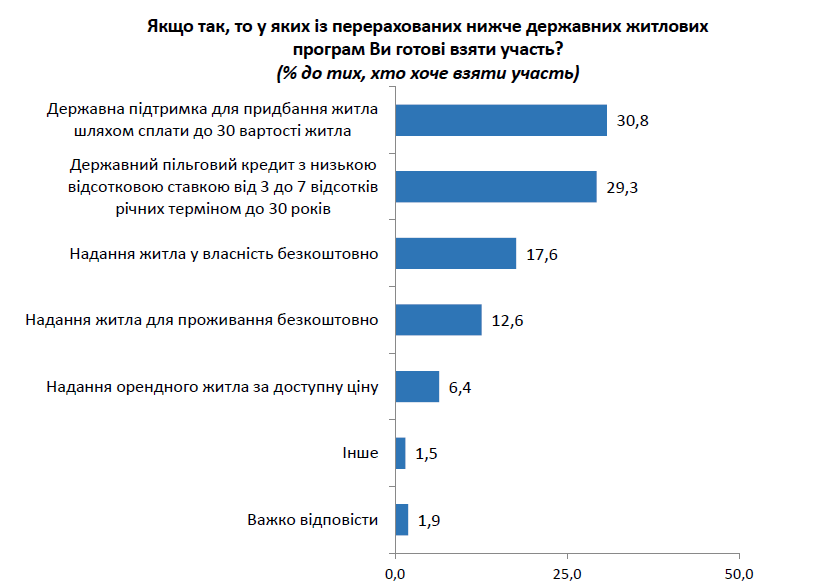 Якщо так, то у яких із перерахованих нижче державних житлових
програм Ви готові взяти участь?
(% до тих, хто хоче взяти участь)
Державна підтримка для придбання житла
шляхом сплати до 30 вартості житла
30,8
Державний пільговий кредит з низькою
відсотковою ставкою від 3 до 7 відсотків
річних терміном до 30 років
29,3
Надання житла у власність безкоштовно
17,6
Надання житла для проживання безкоштовно
12,6
Надання орендного житла за доступну ціну
6,4
Інше
1,5
Важко відповісти
1,9
0,0
25,0
50,0